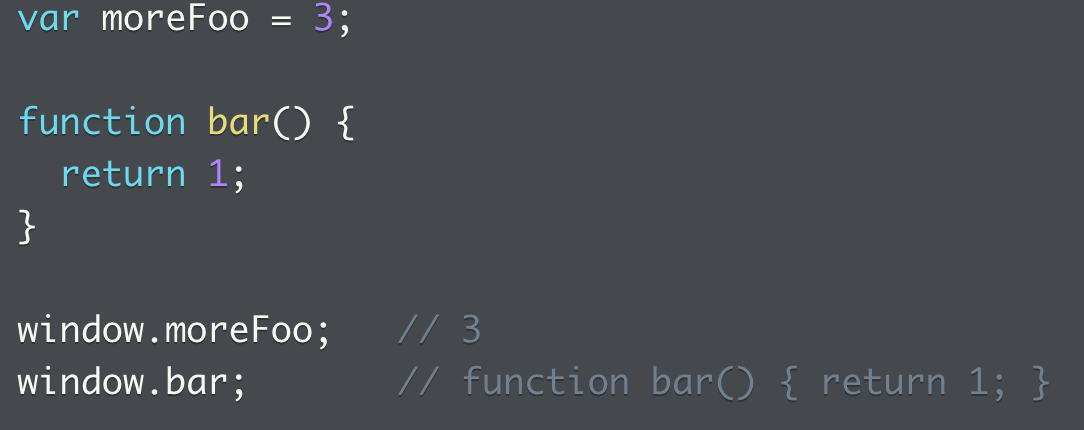 var moreFoo = 3;
function bar() {
  return 1;
}
window.moreFoo;   // 3
window.bar;       // function bar() { return 1; }